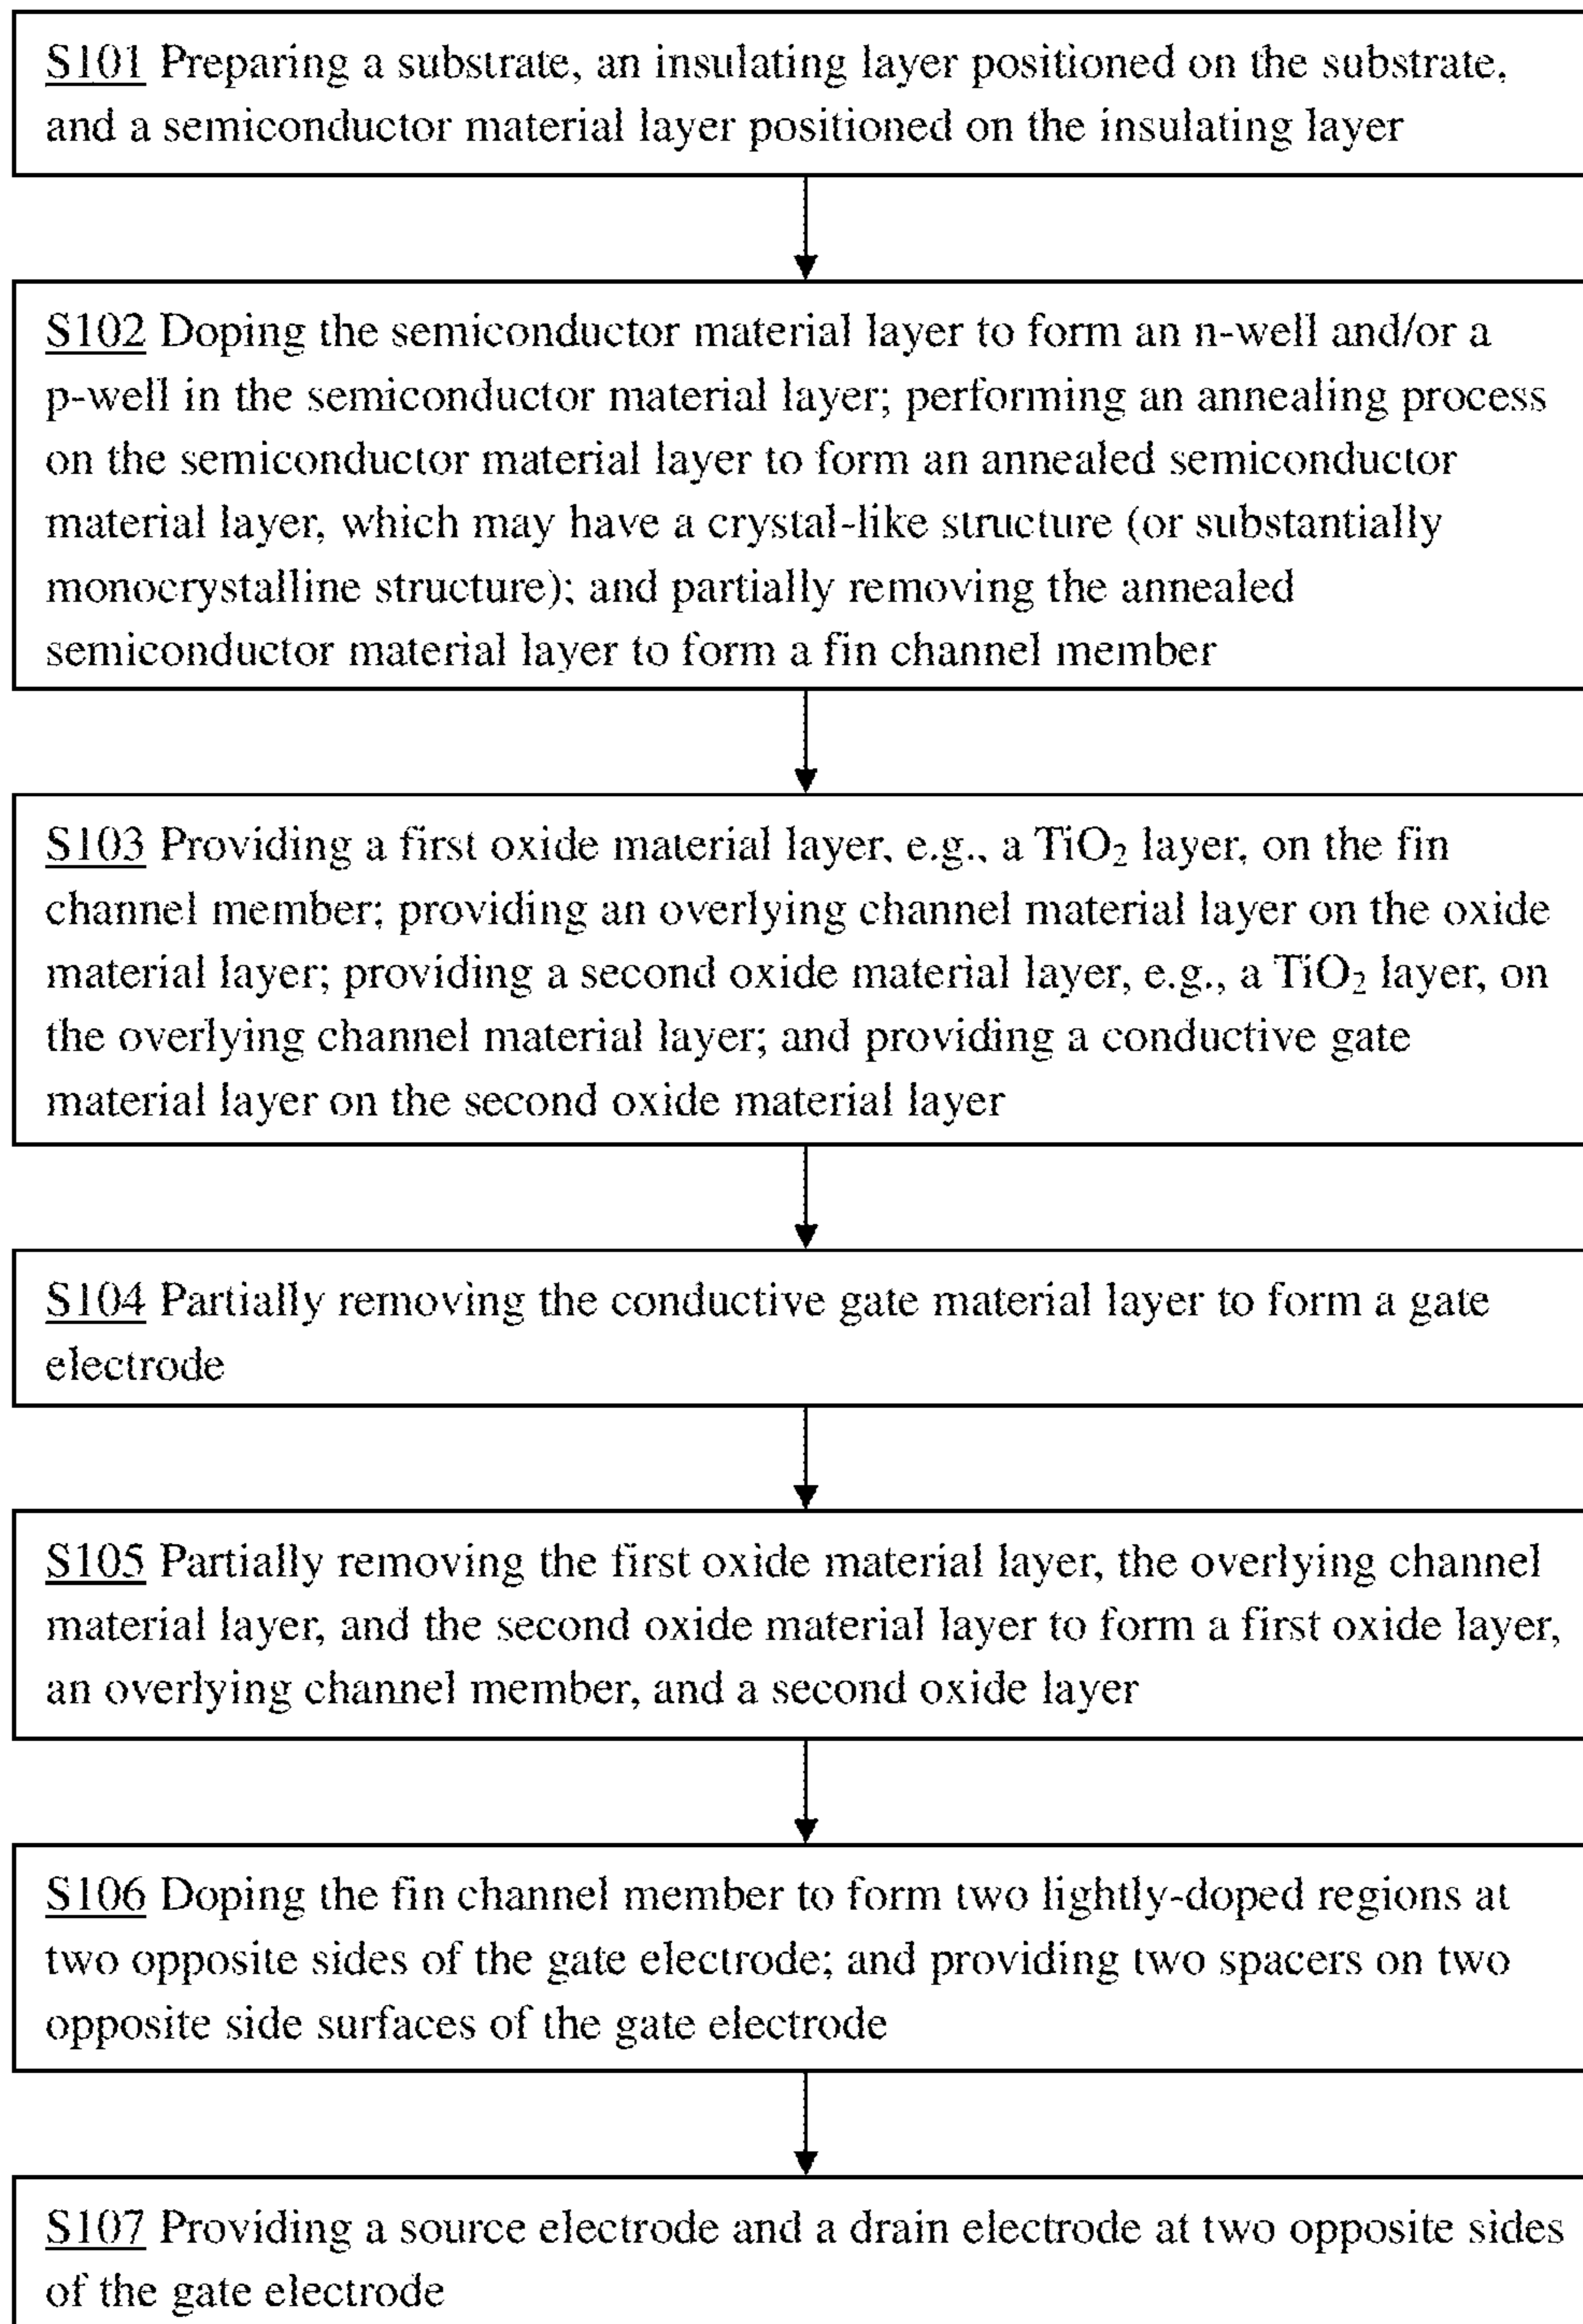 S101 Preparing a substrate, an insulating layer positioned on the substrate,
and a semiconductor material layer positioned on the insulating layer
S102 Doping the semiconductor material layer to form an n-well and/or a
p-well in the semiconductor material layer; performing an annealing process
on the semiconductor material layer to form an annealed semiconductor
material layer, which may have a crystal-like structure (or substantially
monocrystalline structure); and partially removing the annealed
semiconductor material layer to form a fin channel member
S103 Providing a first oxide material layer, e.g., a TiO₂ layer, on the fin
channel member; providing an overlying channel material layer on the oxide
material layer; providing a second oxide material layer, e.g., a TiO₂ layer, on
the overlying channel material layer; and providing a conductive gate
material layer on the second oxide material layer
S104 Partially removing the conductive gate material layer to form a gate
electrode
S105 Partially removing the first oxide material layer, the overlying channel
material layer, and the second oxide material layer to form a first oxide layer,
an overlying channel member, and a second oxide layer
S106 Doping the fin channel member to form two lightly-doped regions at
two opposite sides of the gate electrode; and providing two spacers on two
opposite side surfaces of the gate electrode
S107 Providing a source electrode and a drain electrode at two opposite sides
of the gate electrode